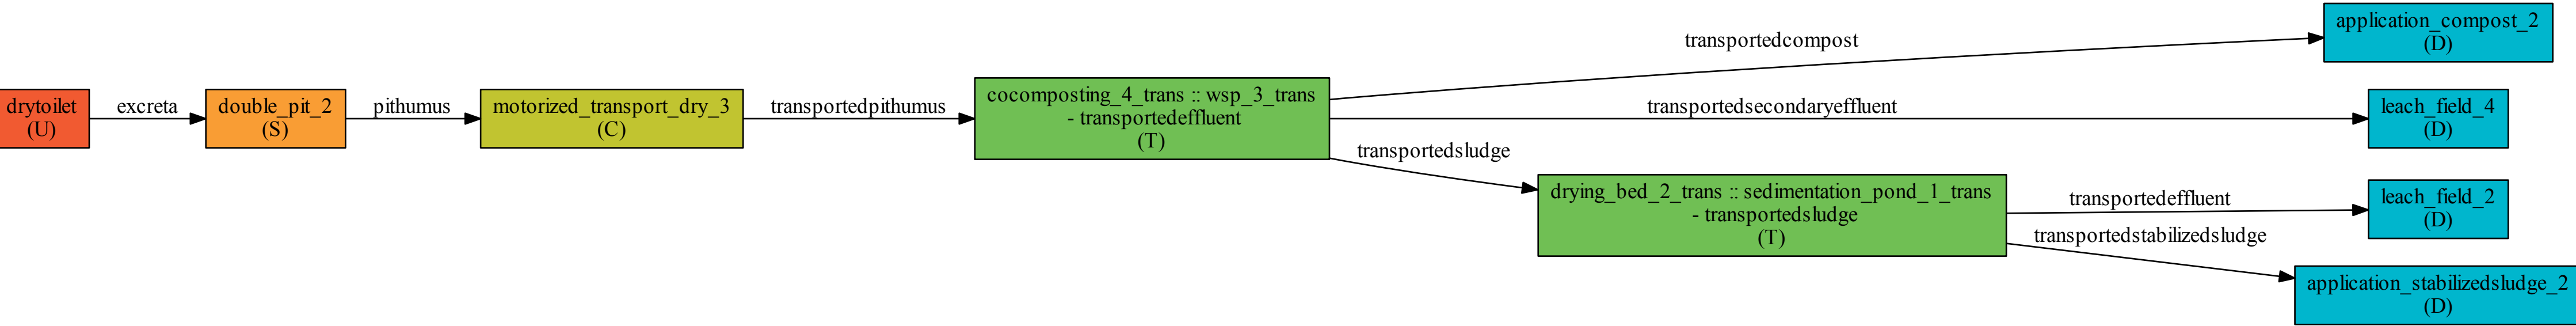 drytoilet
(U)
excreta
double_pit_2
(S)
pithumus
motorized_transport_dry_3
(C)
transportedpithumus
cocomposting_4_trans :: wsp_3_trans
- transportedeffluent
(T)
transportedcompost
application_compost_2
(D)
transportedsecondaryeffluent
leach_field_4
(D)
transportedsludge
drying_bed_2_trans :: sedimentation_pond_1_trans
- transportedsludge
(T)
transportedeffluent
leach_field_2
(D)
transportedstabilizedsludge
application_stabilizedsludge_2
(D)